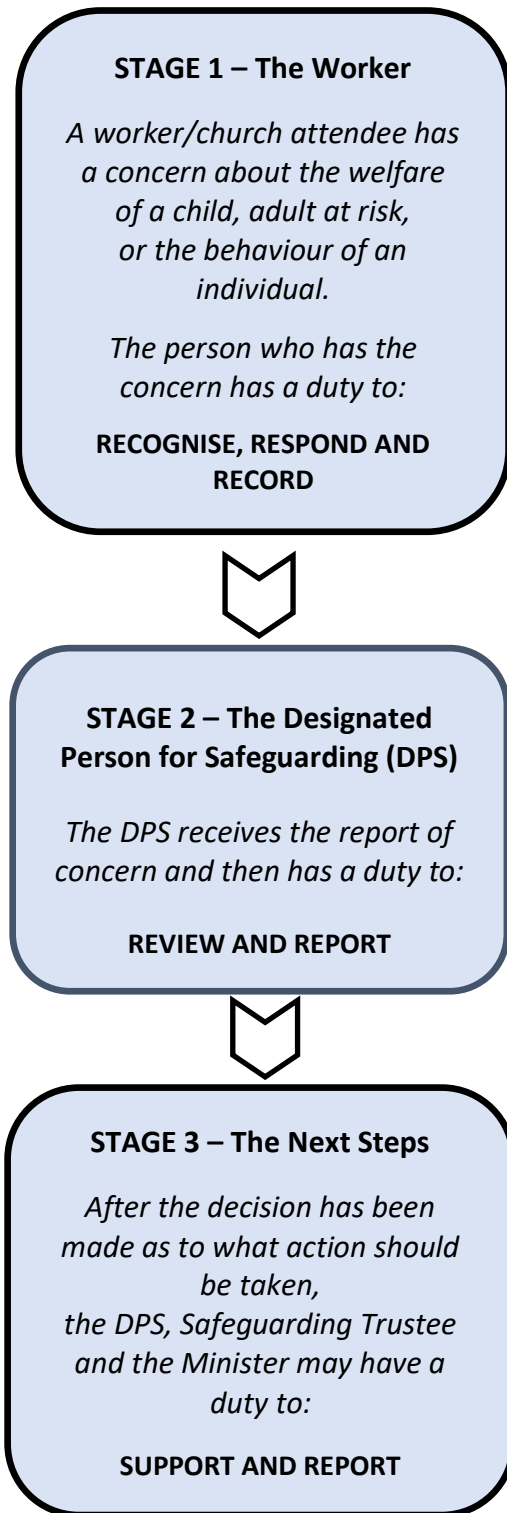 STAGE 1 – The Worker
A worker/church attendee has
a concern about the welfare
of a child, adult at risk,
or the behaviour of an
individual.
The person who has the
concern has a duty to:
RECOGNISE, RESPOND AND
RECORD
STAGE 2 – The Designated
Person for Safeguarding (DPS)
The DPS receives the report of
concern and then has a duty to:
REVIEW AND REPORT
STAGE 3 – The Next Steps
After the decision has been
made as to what action should
be taken,
the DPS, Safeguarding Trustee
and the Minister may have a
duty to:
SUPPORT AND REPORT